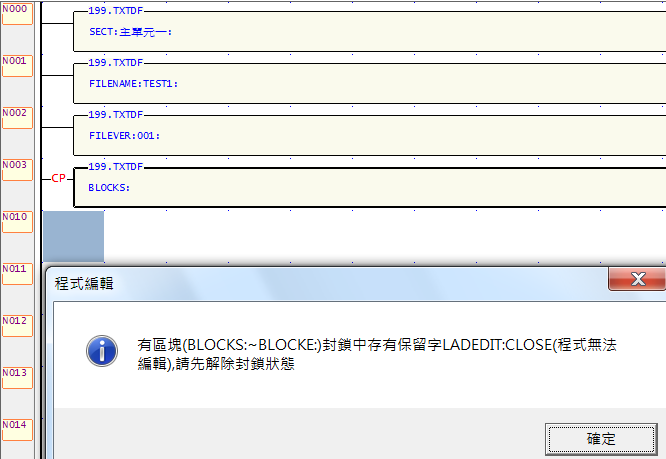 N000
199.TXTDF
SECT:主單元一:
N001
199.TXTDF
FILENAME:TEST1:
N002
199.TXTDF
FILEVER:001:
N003
199.TXTDF
CP
BLOCKS:
N010
N011
程式編輯
N012
有區塊(BLOCKS:~BLOCKE:)封鎖中存有保留字LADEDIT:CLOSE(程式無法
編輯),請先解除封鎖狀態
N013
N014
確定